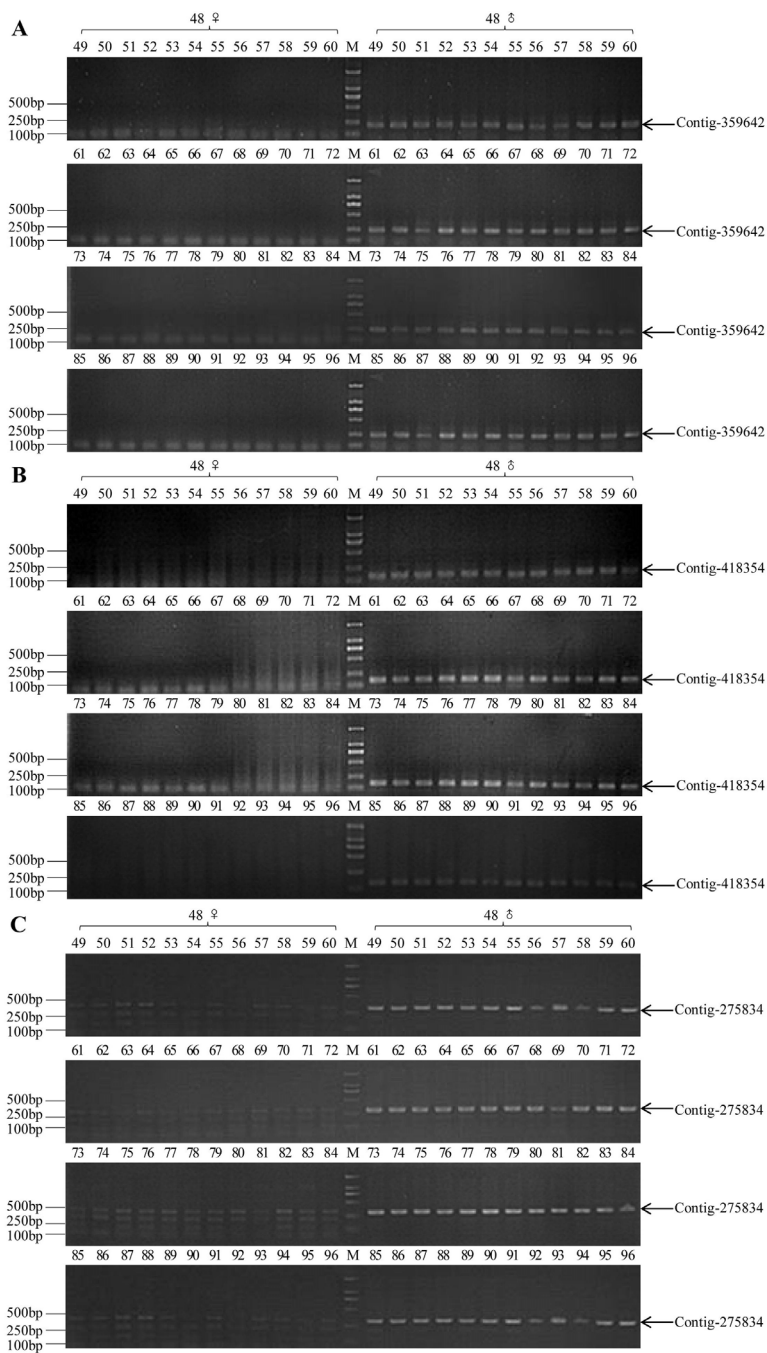 A
48 ♀ 48 ♂
49 50 51 52 53 54 55 56 57 58 59 60 M 49 50 51 52 53 54 55 56 57 58 59 60
500bp
250bp
100bp
Contig-359642
61 62 63 64 65 66 67 68 69 70 71 72 M 61 62 63 64 65 66 67 68 69 70 71 72
500bp
250bp
100bp
Contig-359642
73 74 75 76 77 78 79 80 81 82 83 84 M 73 74 75 76 77 78 79 80 81 82 83 84
500bp
250bp
100bp
Contig-359642
85 86 87 88 89 90 91 92 93 94 95 96 M 85 86 87 88 89 90 91 92 93 94 95 96
500bp
250bp
100bp
Contig-359642
B
48 ♀ 48 ♂
49 50 51 52 53 54 55 56 57 58 59 60 M 49 50 51 52 53 54 55 56 57 58 59 60
500bp
250bp
100bp
Contig-418354
61 62 63 64 65 66 67 68 69 70 71 72 M 61 62 63 64 65 66 67 68 69 70 71 72
500bp
250bp
100bp
Contig-418354
73 74 75 76 77 78 79 80 81 82 83 84 M 73 74 75 76 77 78 79 80 81 82 83 84
500bp
250bp
100bp
Contig-418354
85 86 87 88 89 90 91 92 93 94 95 96 M 85 86 87 88 89 90 91 92 93 94 95 96
500bp
250bp
100bp
Contig-418354
C
48 ♀ 48 ♂
49 50 51 52 53 54 55 56 57 58 59 60 M 49 50 51 52 53 54 55 56 57 58 59 60
500bp
250bp
100bp
Contig-275834
61 62 63 64 65 66 67 68 69 70 71 72 M 61 62 63 64 65 66 67 68 69 70 71 72
500bp
250bp
100bp
Contig-275834
73 74 75 76 77 78 79 80 81 82 83 84 M 73 74 75 76 77 78 79 80 81 82 83 84
500bp
250bp
100bp
Contig-275834
85 86 87 88 89 90 91 92 93 94 95 96 M 85 86 87 88 89 90 91 92 93 94 95 96
500bp
250bp
100bp
Contig-275834